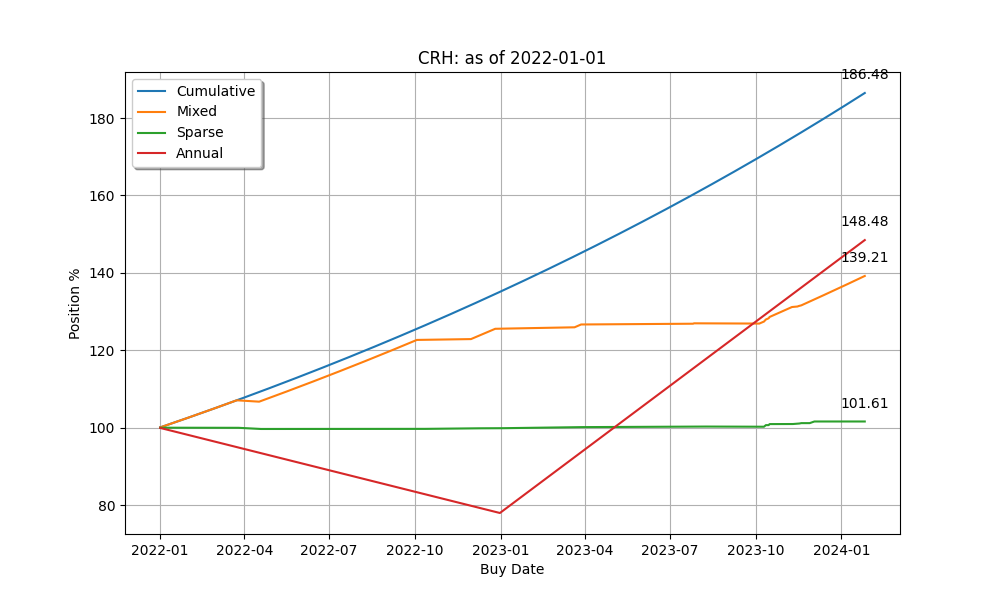 CRH: as of 2022-01-01
186.48
Cumulative
Mixed
Sparse
Annual
180
160
148.48
139.21
140
120
101.61
100
80
Position %
2022-01 2022-04 2022-07 2022-10 2023-01 2023-04 2023-07 2023-10 2024-01
Buy Date